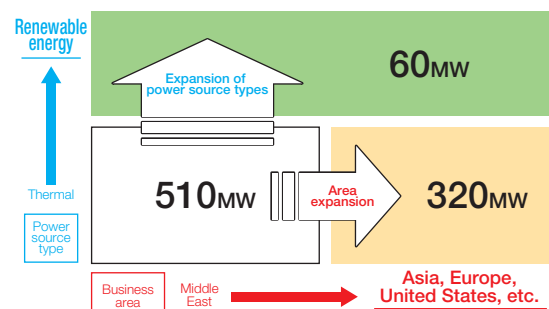 Renewable
energy
Expansion of
power source types
60MW
Thermal
510MW
Area
expansion
320MW
Power
source
type
Business
area
Middle
East
Asia, Europe,
United States, etc.